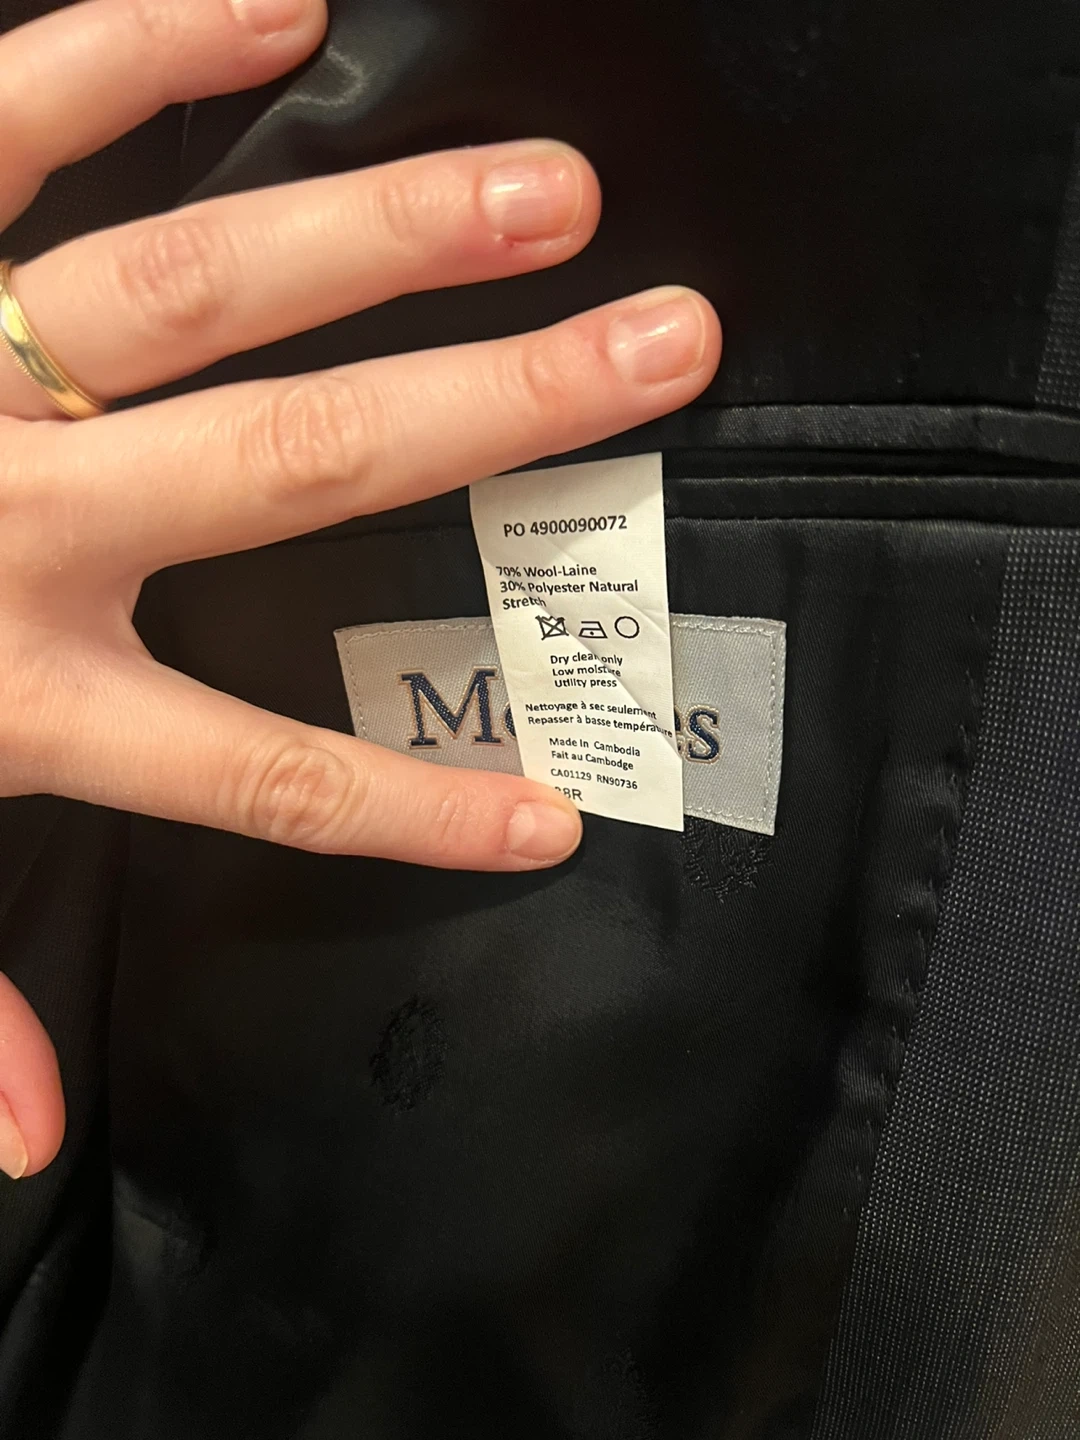 PO 4900090072
70% Wool-Laine
30% Polyester Natural
Stretch
Dry clean only
Low moisture
Utility press
Nettoyage à sec seulement
Repasser à basse température
Made In Cambodia
Fait au Cambodge
CA01129 RN90736